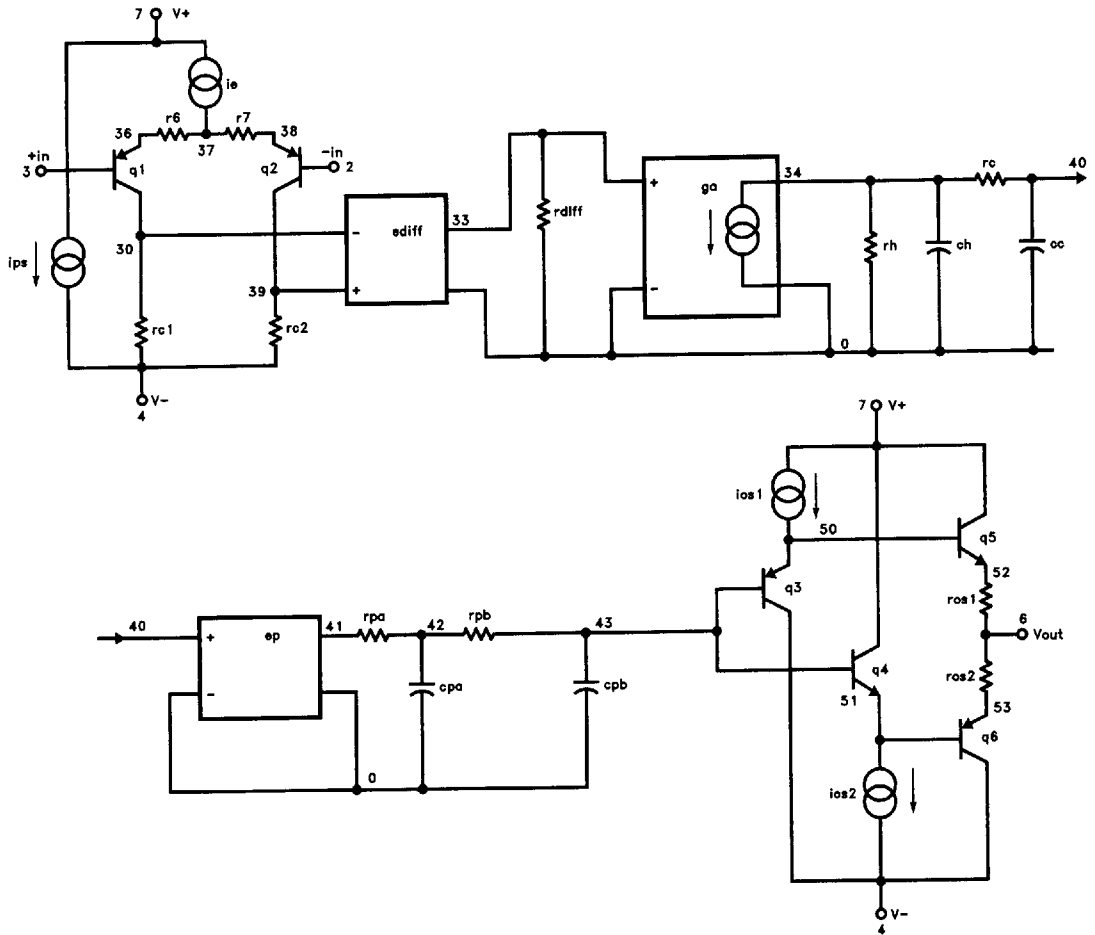 7 V+
ie
r6 r7
36 38
37
+in
3
q1 q2
-in
2
30
ips
39
rc1 rc2
V-
4
ediff
33
rdiff
+
-
ga
34
rc
40
rh ch cc
0
7 V+
ios1
50
q5
52
q3
ros1
6
Vout
ros2
q4
51
53
q6
ios2
V-
4
40
+
-
ep
41
rpa
42
rpb
43
cpa cpb
0